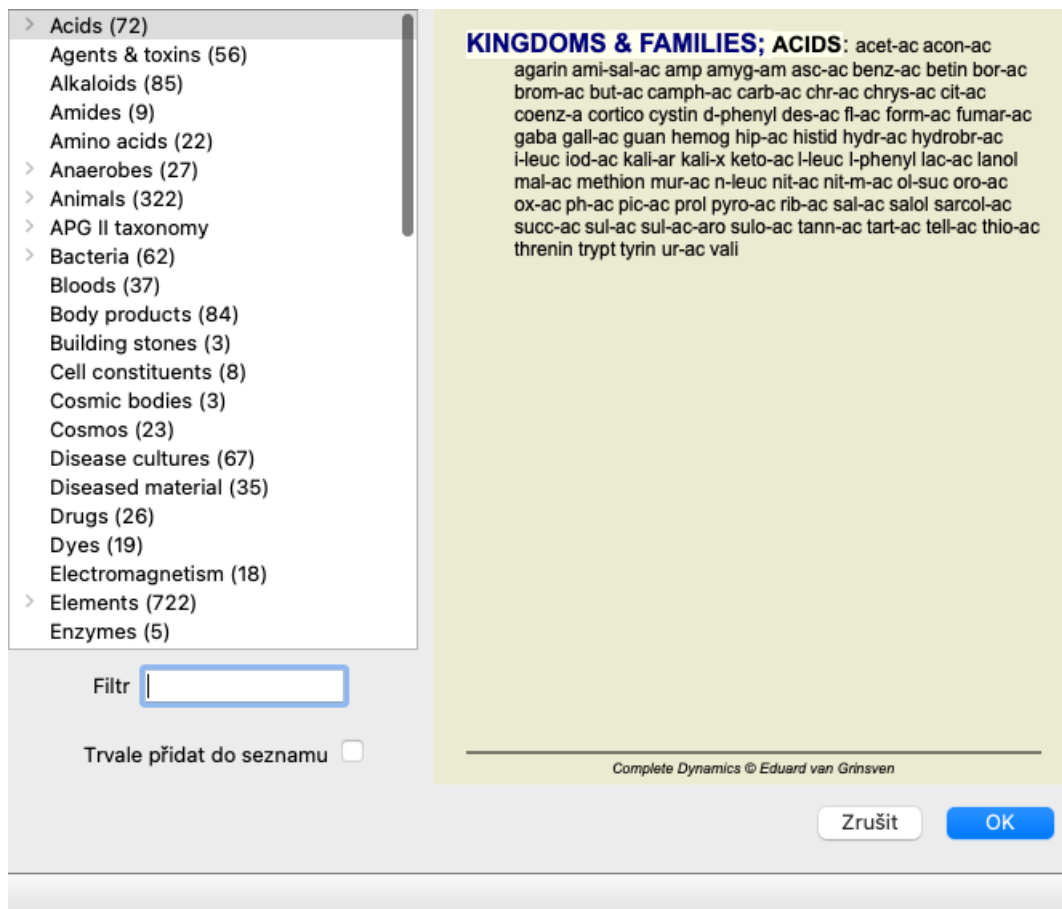 Acids (72)
Agents & toxins (56)
Alkaloids (85)
Amides (9)
Amino acids (22)
Anaerobes (27)
Animals (322)
APG II taxonomy
Bacteria (62)
Bloods (37)
Body products (84)
Building stones (3)
Cell constituents (8)
Cosmic bodies (3)
Cosmos (23)
Disease cultures (67)
Diseased material (35)
Drugs (26)
Dyes (19)
Electromagnetism (18)
Elements (722)
Enzymes (5)
Filtr
Trvale přidat do seznamu
KINGDOMS & FAMILIES; ACIDS: acet-ac acon-ac
agarin ami-sal-ac amp amyg-am asc-ac benz-ac betin bor-ac
brom-ac but-ac camph-ac carb-ac chr-ac chrys-ac cit-ac
coenz-a cortico cystin d-phenyl des-ac fl-ac form-ac fumar-ac
gaba gall-ac guan hemog hip-ac histid hydr-ac hydrobr-ac
i-leuc iod-ac kali-ar kali-x keto-ac l-leuc l-phenyl lac-ac lanol
mal-ac methion mur-ac n-leuc nit-ac nit-m-ac ol-suc oro-ac
ox-ac ph-ac pic-ac prol pyro-ac rib-ac sal-ac salol sarcol-ac
succ-ac sul-ac sul-ac-aro sulo-ac tann-ac tart-ac tell-ac thio-ac
threnin trypt tyrin ur-ac vali
Complete Dynamics © Eduard van Grinsven
Zrušit
OK